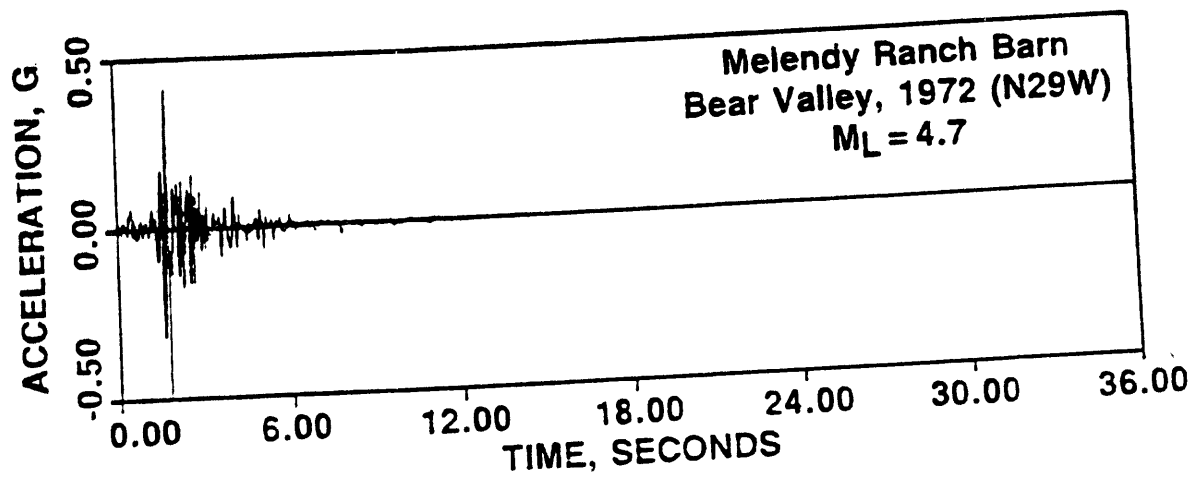 Melendy Ranch Barn
Bear Valley, 1972 (N29W)
ML = 4.7
ACCELERATION, G
0.50
0.00
-0.50
0.00 6.00 12.00 18.00 24.00 30.00 36.00
TIME, SECONDS